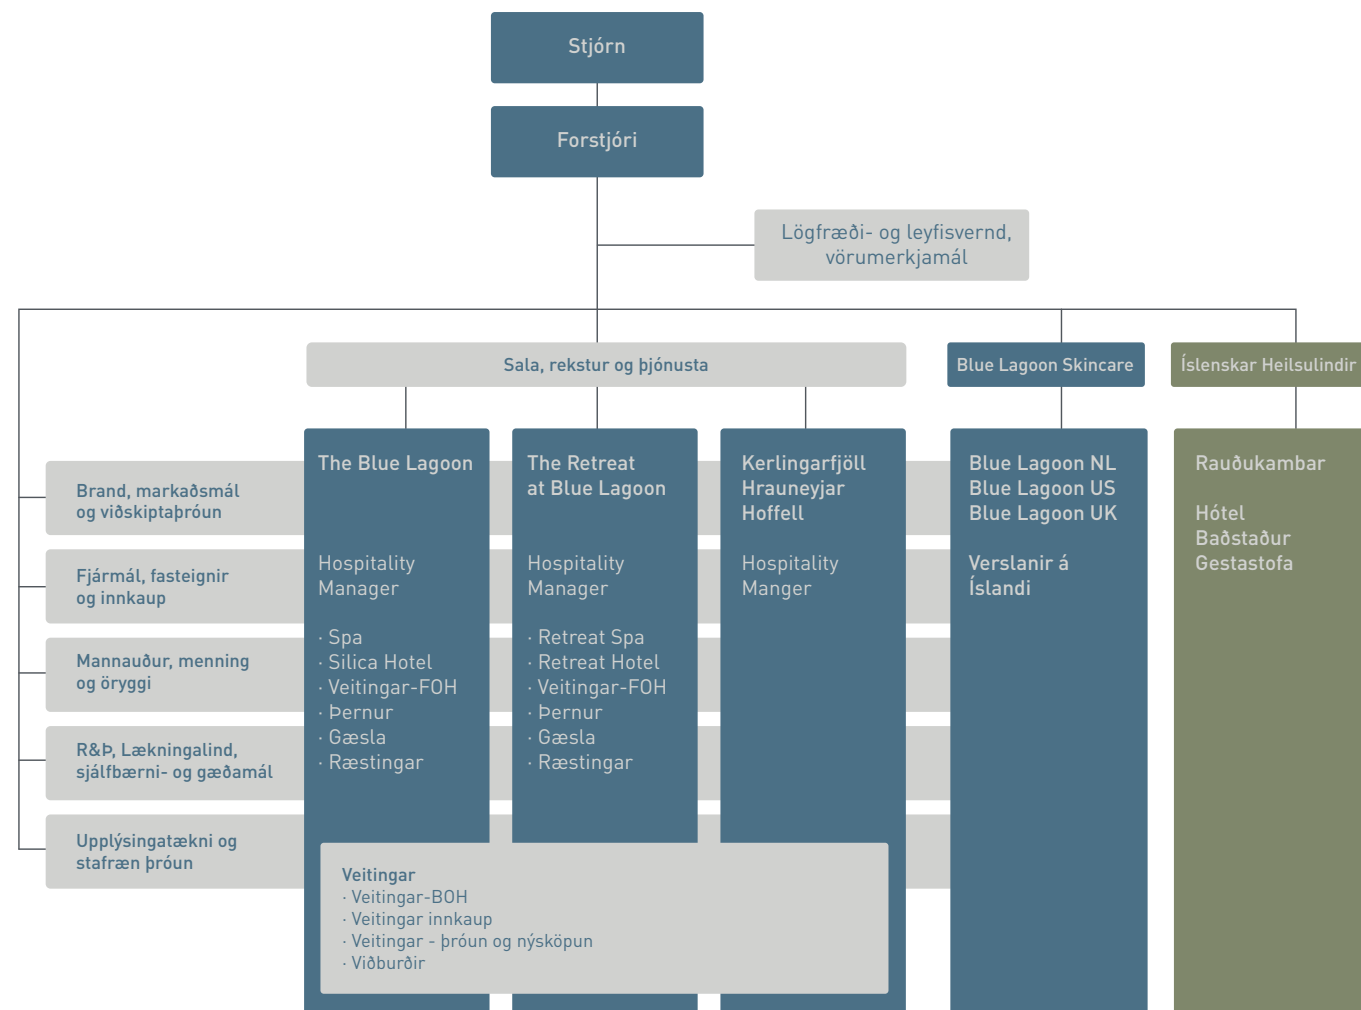 Stjórn
Forstjóri
Lögfræði- og leyfisvernd,
vörumerkjamál
Sala, rekstur og þjónusta
Blue Lagoon Skincare
Íslenskar Heilsulindir
Brand, markaðsmál
og viðskiptaþróun
Fjármál, fasteignir
og innkaup
Mannauður, menning
og öryggi
R&Þ, Lækningalind,
sjálfbærni- og gæðamál
Upplýsingatækni og
stafræn þróun
The Blue Lagoon
Hospitality
Manager
· Spa
· Silica Hotel
· Veitingar-FOH
· Þernur
· Gæsla
· Ræstingar
The Retreat
at Blue Lagoon
Hospitality
Manager
· Retreat Spa
· Retreat Hotel
· Veitingar-FOH
· Þernur
· Gæsla
· Ræstingar
Kerlingarfjöll
Hrauneyjar
Hoffell
Hospitality
Manger
Blue Lagoon NL
Blue Lagoon US
Blue Lagoon UK
Verslanir á
Íslandi
Rauðukambar
Hótel
Baðstaður
Gestastofa
Veitingar
· Veitingar-BOH
· Veitingar innkaup
· Veitingar - þróun og nýsköpun
· Viðburðir